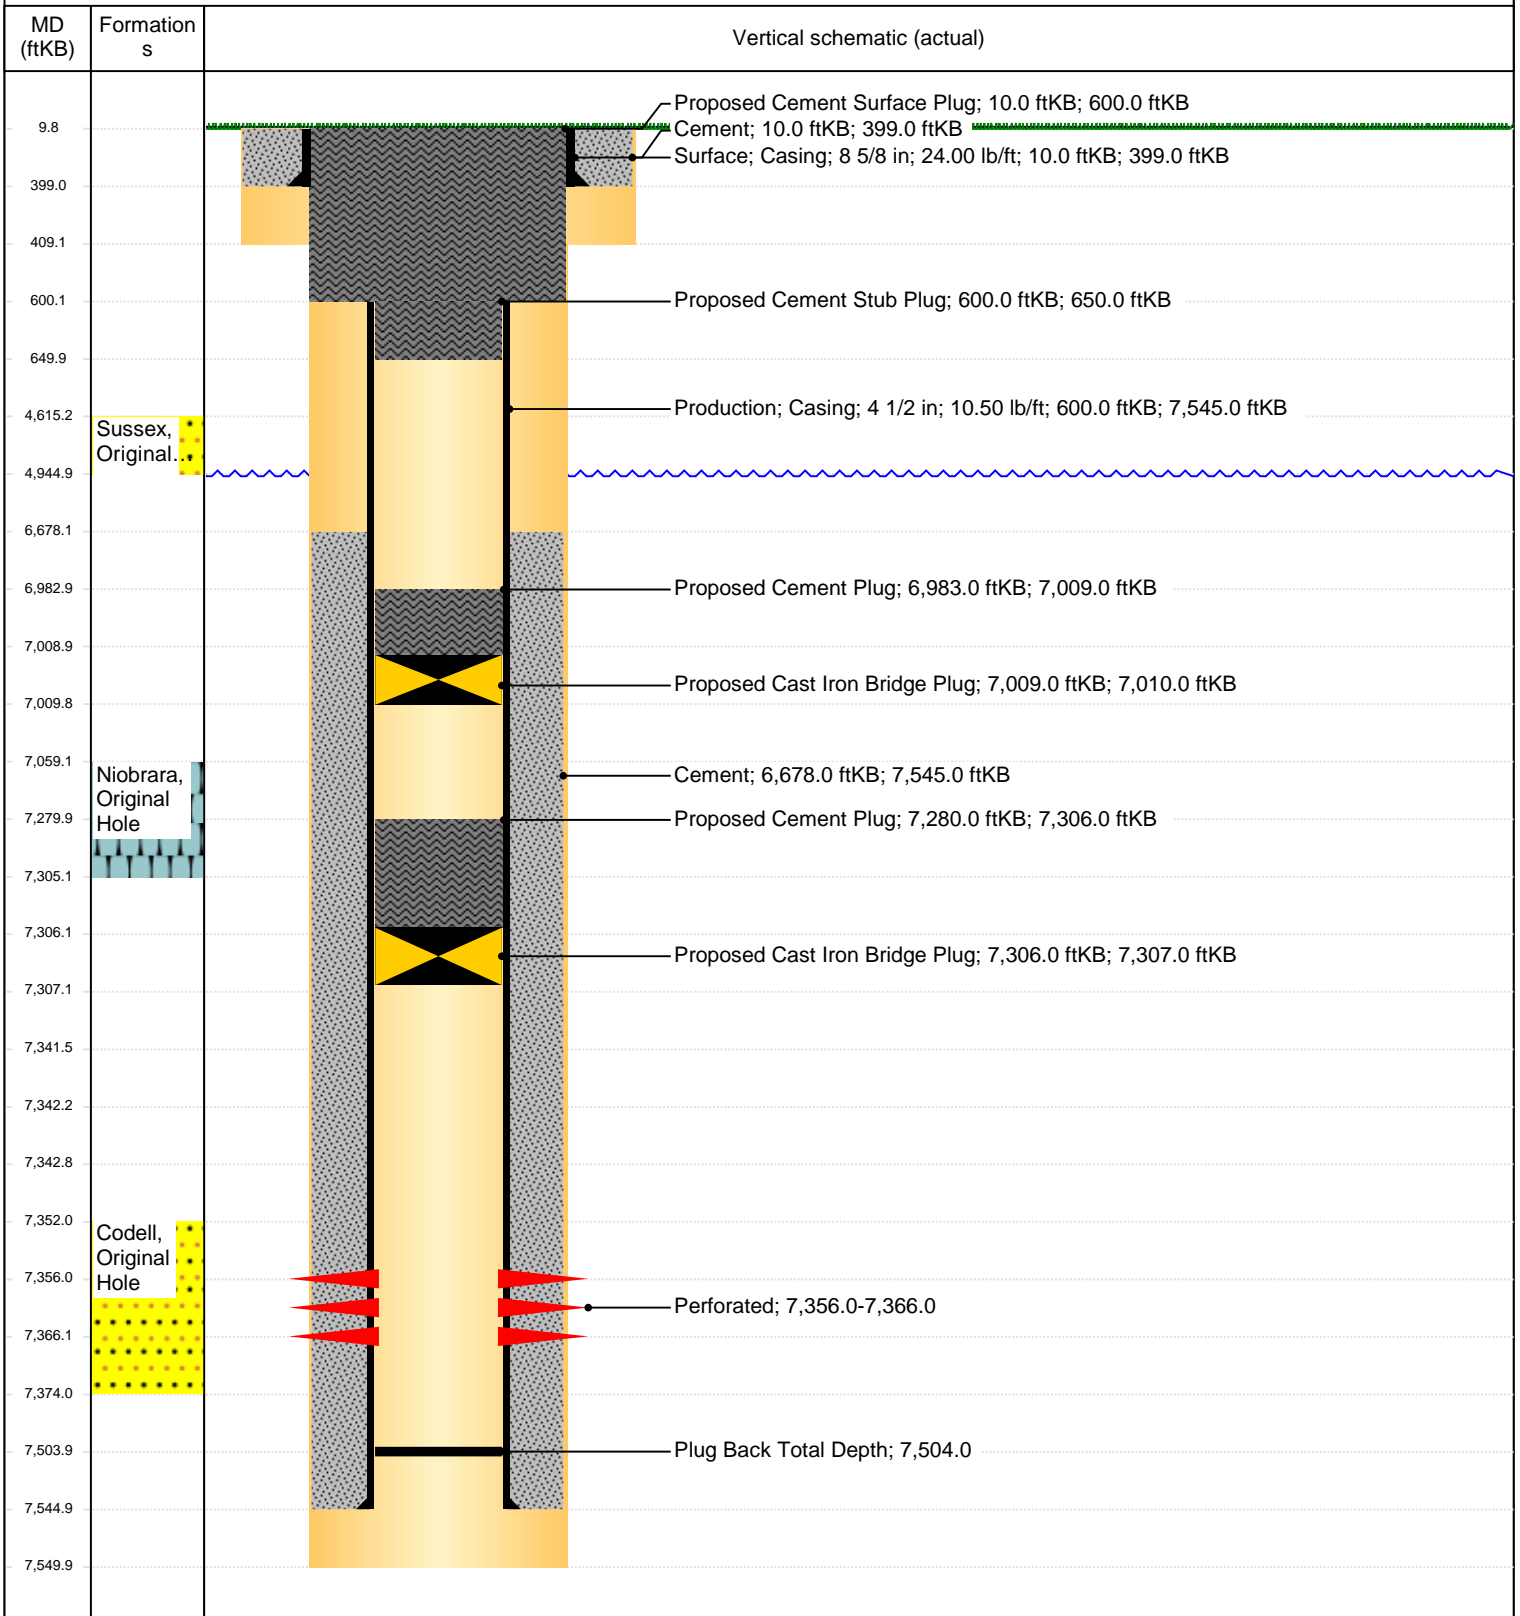 MD
(ftKB)
Formation
s
Vertical schematic (actual)
Proposed Cement Surface Plug; 10.0 ftKB; 600.0 ftKB
9.8
Cement; 10.0 ftKB; 399.0 ftKB
Surface; Casing; 8 5/8 in; 24.00 lb/ft; 10.0 ftKB; 399.0 ftKB
399.0
409.1
600.1
Proposed Cement Stub Plug; 600.0 ftKB; 650.0 ftKB
649.9
Production; Casing; 4 1/2 in; 10.50 lb/ft; 600.0 ftKB; 7,545.0 ftKB
4,615.2
Sussex,
Original...
4,944.9
6,678.1
6,982.9
Proposed Cement Plug; 6,983.0 ftKB; 7,009.0 ftKB
7,008.9
Proposed Cast Iron Bridge Plug; 7,009.0 ftKB; 7,010.0 ftKB
7,009.8
7,059.1
Niobrara,
Original
Hole
Cement; 6,678.0 ftKB; 7,545.0 ftKB
7,279.9
Proposed Cement Plug; 7,280.0 ftKB; 7,306.0 ftKB
7,305.1
7,306.1
Proposed Cast Iron Bridge Plug; 7,306.0 ftKB; 7,307.0 ftKB
7,307.1
7,341.5
7,342.2
7,342.8
7,352.0
Codell,
Original
Hole
7,356.0
Perforated; 7,356.0-7,366.0
7,366.1
7,374.0
7,503.9
Plug Back Total Depth; 7,504.0
7,544.9
7,549.9